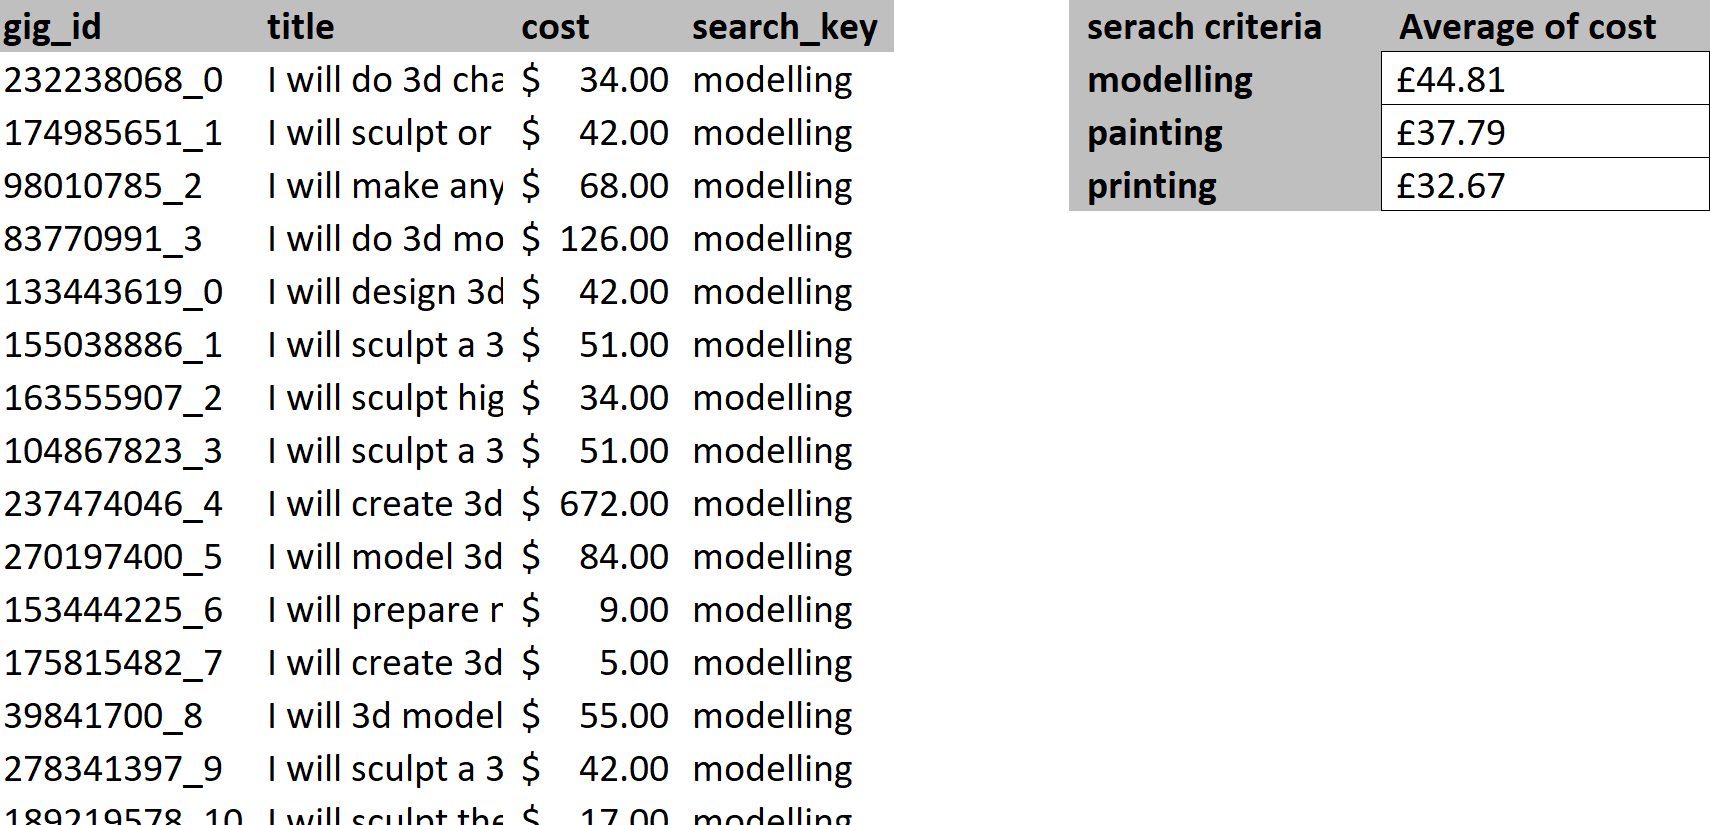 gig_id title cost search_key
232238068_0 I will do 3d cha $ 34.00 modelling
174985651_1 I will sculpt or $ 42.00 modelling
98010785_2 I will make any $ 68.00 modelling
83770991_3 I will do 3d mo $ 126.00 modelling
133443619_0 I will design 3d $ 42.00 modelling
155038886_1 I will sculpt a 3 $ 51.00 modelling
163555907_2 I will sculpt hig $ 34.00 modelling
104867823_3 I will sculpt a 3 $ 51.00 modelling
237474046_4 I will create 3d $ 672.00 modelling
270197400_5 I will model 3d $ 84.00 modelling
153444225_6 I will prepare r $ 9.00 modelling
175815482_7 I will create 3d $ 5.00 modelling
39841700_8 I will 3d model $ 55.00 modelling
278341397_9 I will sculpt a 3 $ 42.00 modelling
189219578_10 I will sculpt the $ 17.00 modelling
serach criteria Average of cost
modelling £44.81
painting £37.79
printing £32.67